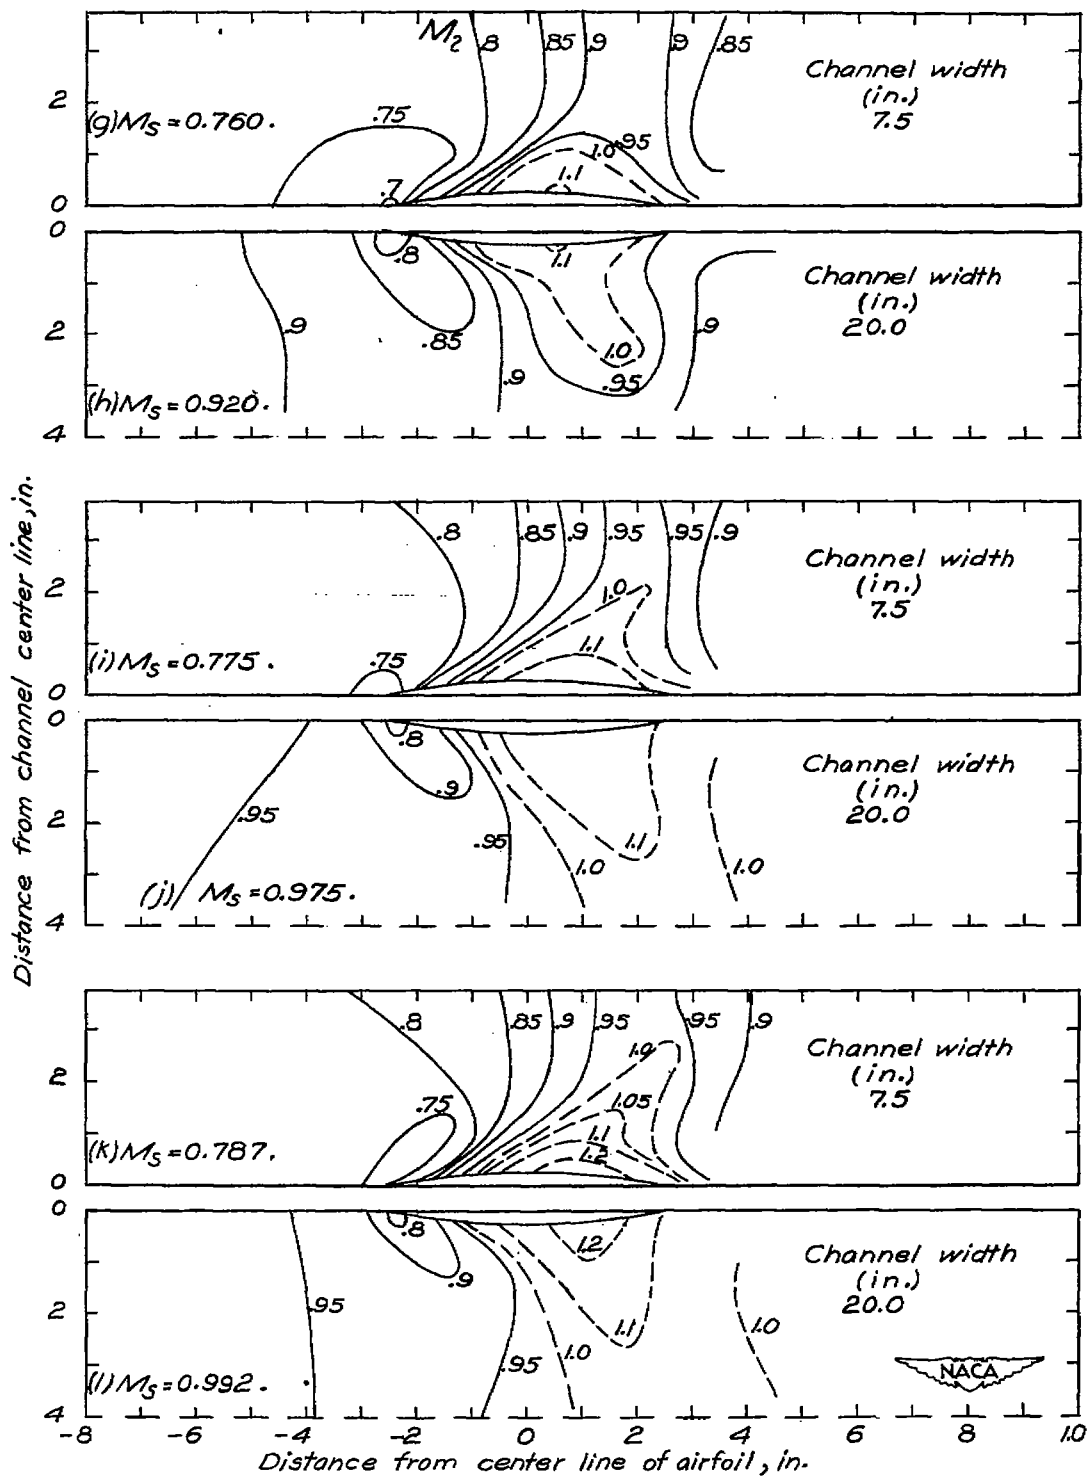 M₂ .8 .85 .9 .9 .85
Channel width
(in.)
7.5
2
(g) Mₛ = 0.760.
.75
.95
1.0
1.1
.7
0
0
.8
1.1
Channel width
(in.)
20.0
2
.9
.85
.9
1.0
.95
.9
(h) Mₛ = 0.920.
4
.8 .85 .9 .95 .95 .9
Channel width
(in.)
7.5
2
1.0
1.1
(i) Mₛ = 0.775.
.75
0
0
.8
Channel width
(in.)
20.0
.9
2
.95
.95
1.1
1.0
1.0
(j) Mₛ = 0.975.
4
.8 .85 .9 .95 .95 .9
Channel width
(in.)
7.5
2
1.0
.75
1.05
1.1
(k) Mₛ = 0.787.
1.2
0
0
.8
1.2
Channel width
(in.)
20.0
.9
2
.95
1.1
1.0
.95
1.0
NACA
(l) Mₛ = 0.992.
4
-8 -6 -4 -2 0 2 4 6 8 10
Distance from center line of airfoil, in.
Distance from channel center line, in.